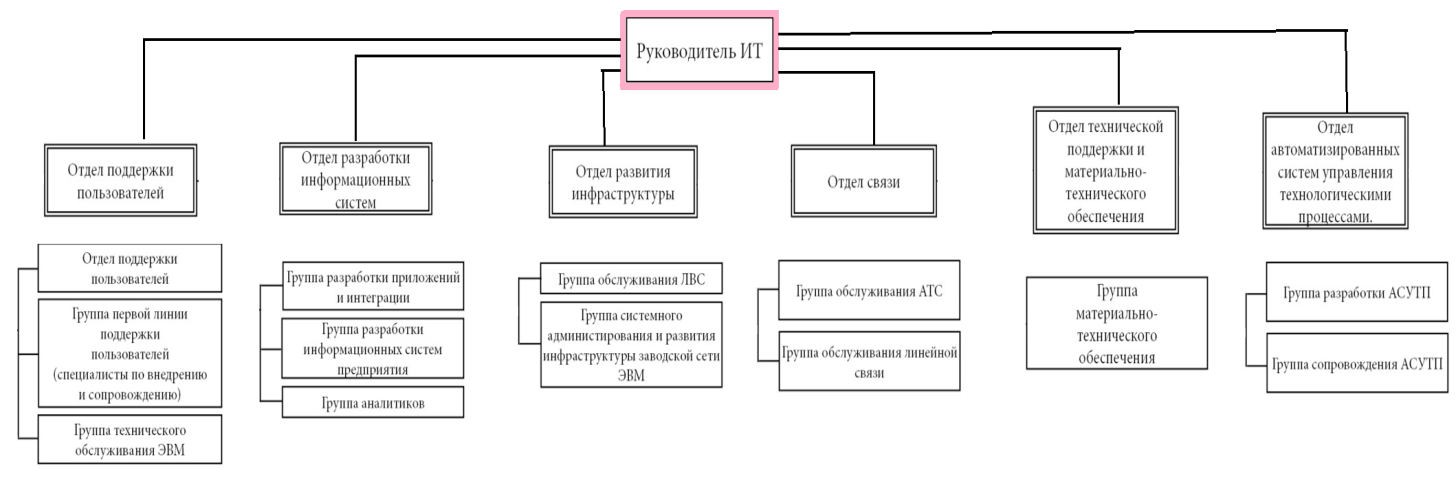 Руководитель ИТ
Отдел поддержки
пользователей
Отдел разработки
информационных
систем
Отдел развития
инфраструктуры
Отдел связи
Отдел технической
поддержки и
материально-
технического
обеспечения
Отдел
автоматизированных
систем управления
технологическими
процессами.
Отдел поддержки
пользователей
Группа первой линии
поддержки
пользователей
(специалисты по внедрению
и сопровождению)
Группа технического
обслуживания ЭВМ
Группа разработки приложений
и интеграции
Группа разработки
информационных систем
предприятия
Группа аналитиков
Группа обслуживания ЛВС
Группа системного
администирования и развития
инфраструктуры заводской сети
ЭВМ
Группа обслуживания АТС
Группа обслуживания линейной
связи
Группа
материально-
технического
обеспечения
Группа разработки АСУТП
Группа сопровождения АСУТП